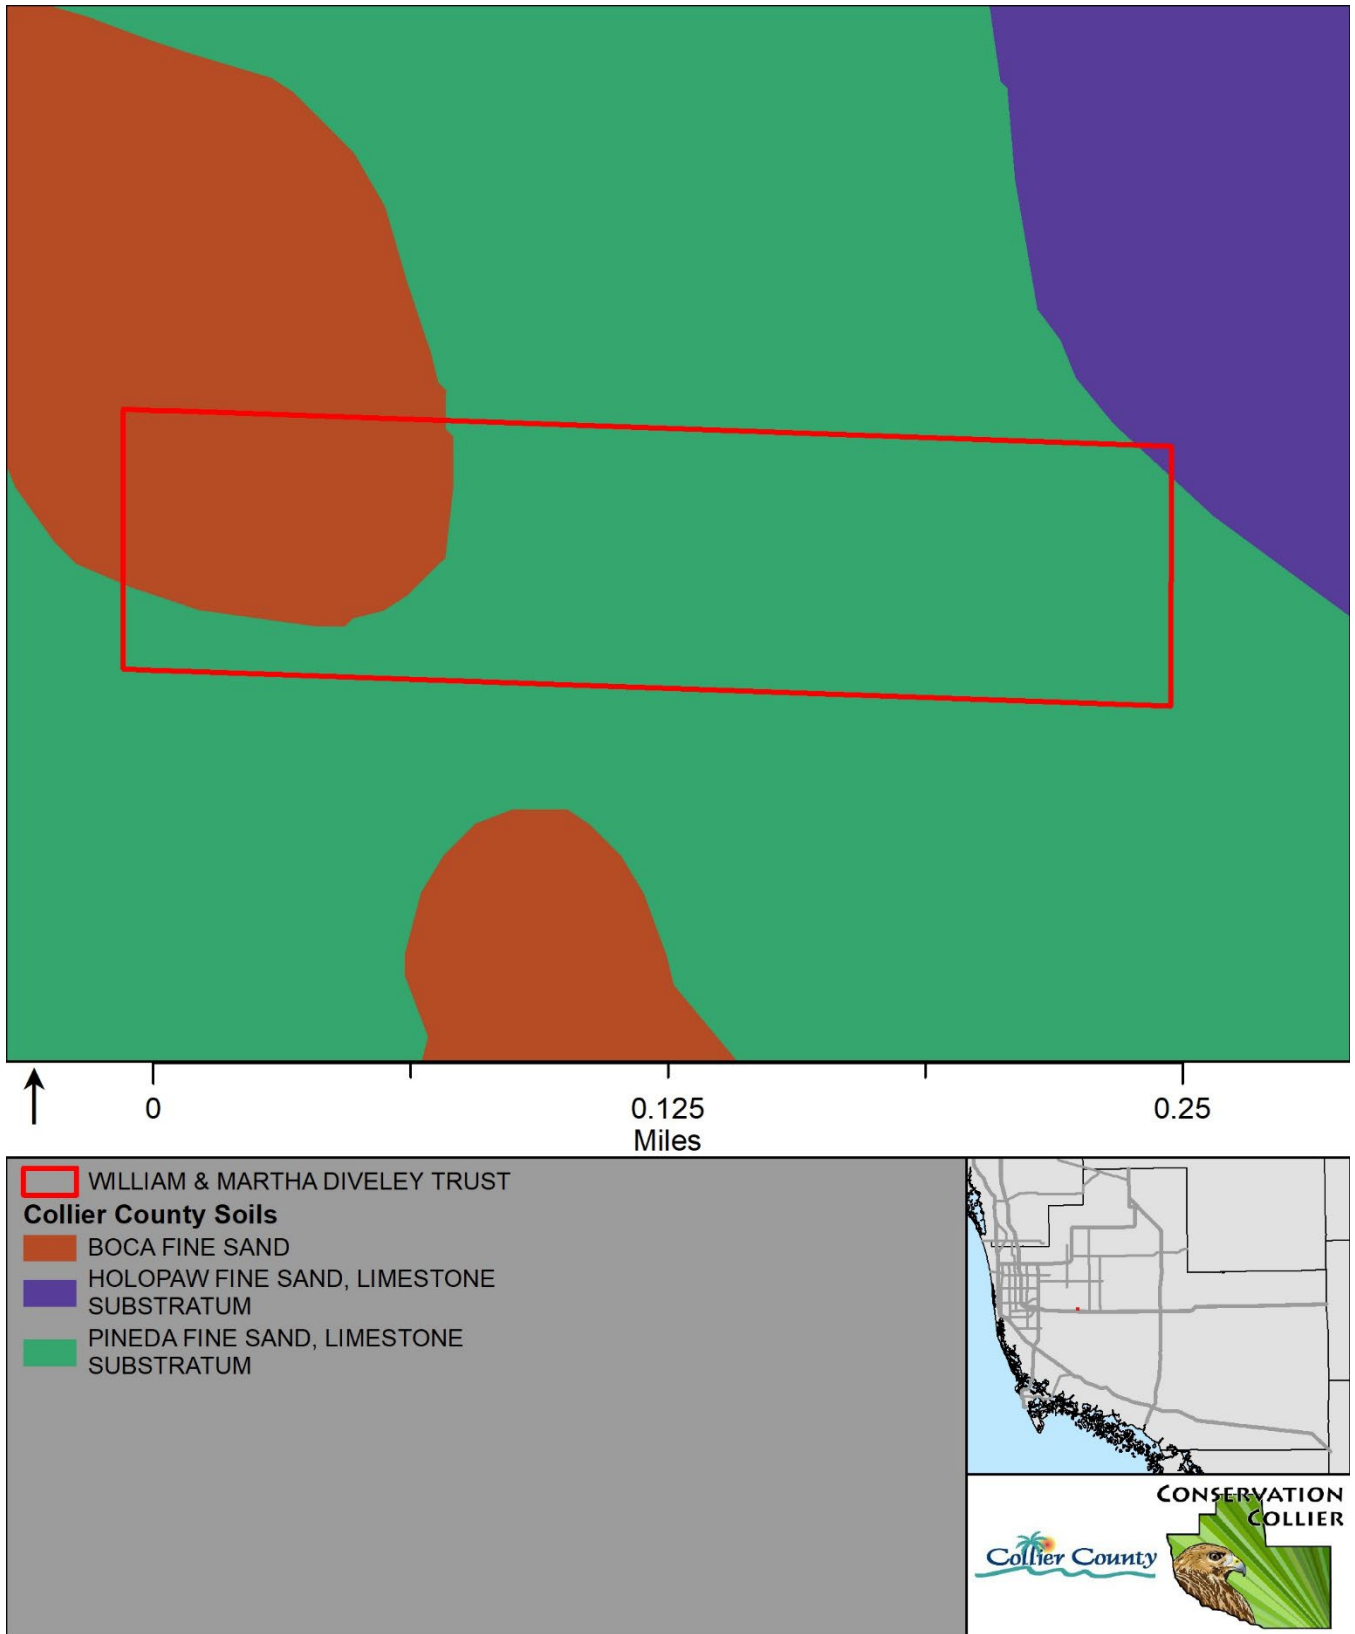 0 0.125 0.25
Miles
WILLIAM & MARTHA DIVELEY TRUST
Collier County Soils
BOCA FINE SAND
HOLOPAW FINE SAND, LIMESTONE
SUBSTRATUM
PINEDA FINE SAND, LIMESTONE
SUBSTRATUM
Collier County
CONSERVATION
COLLIER